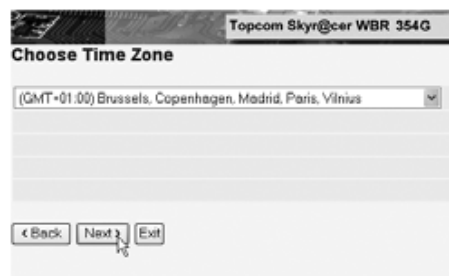 Topcom Skyr@cer WBR 354G
Choose Time Zone
(GMT+01:00) Brussels, Copenhagen, Madrid, Paris, Vilnius
< Back Next > Exit